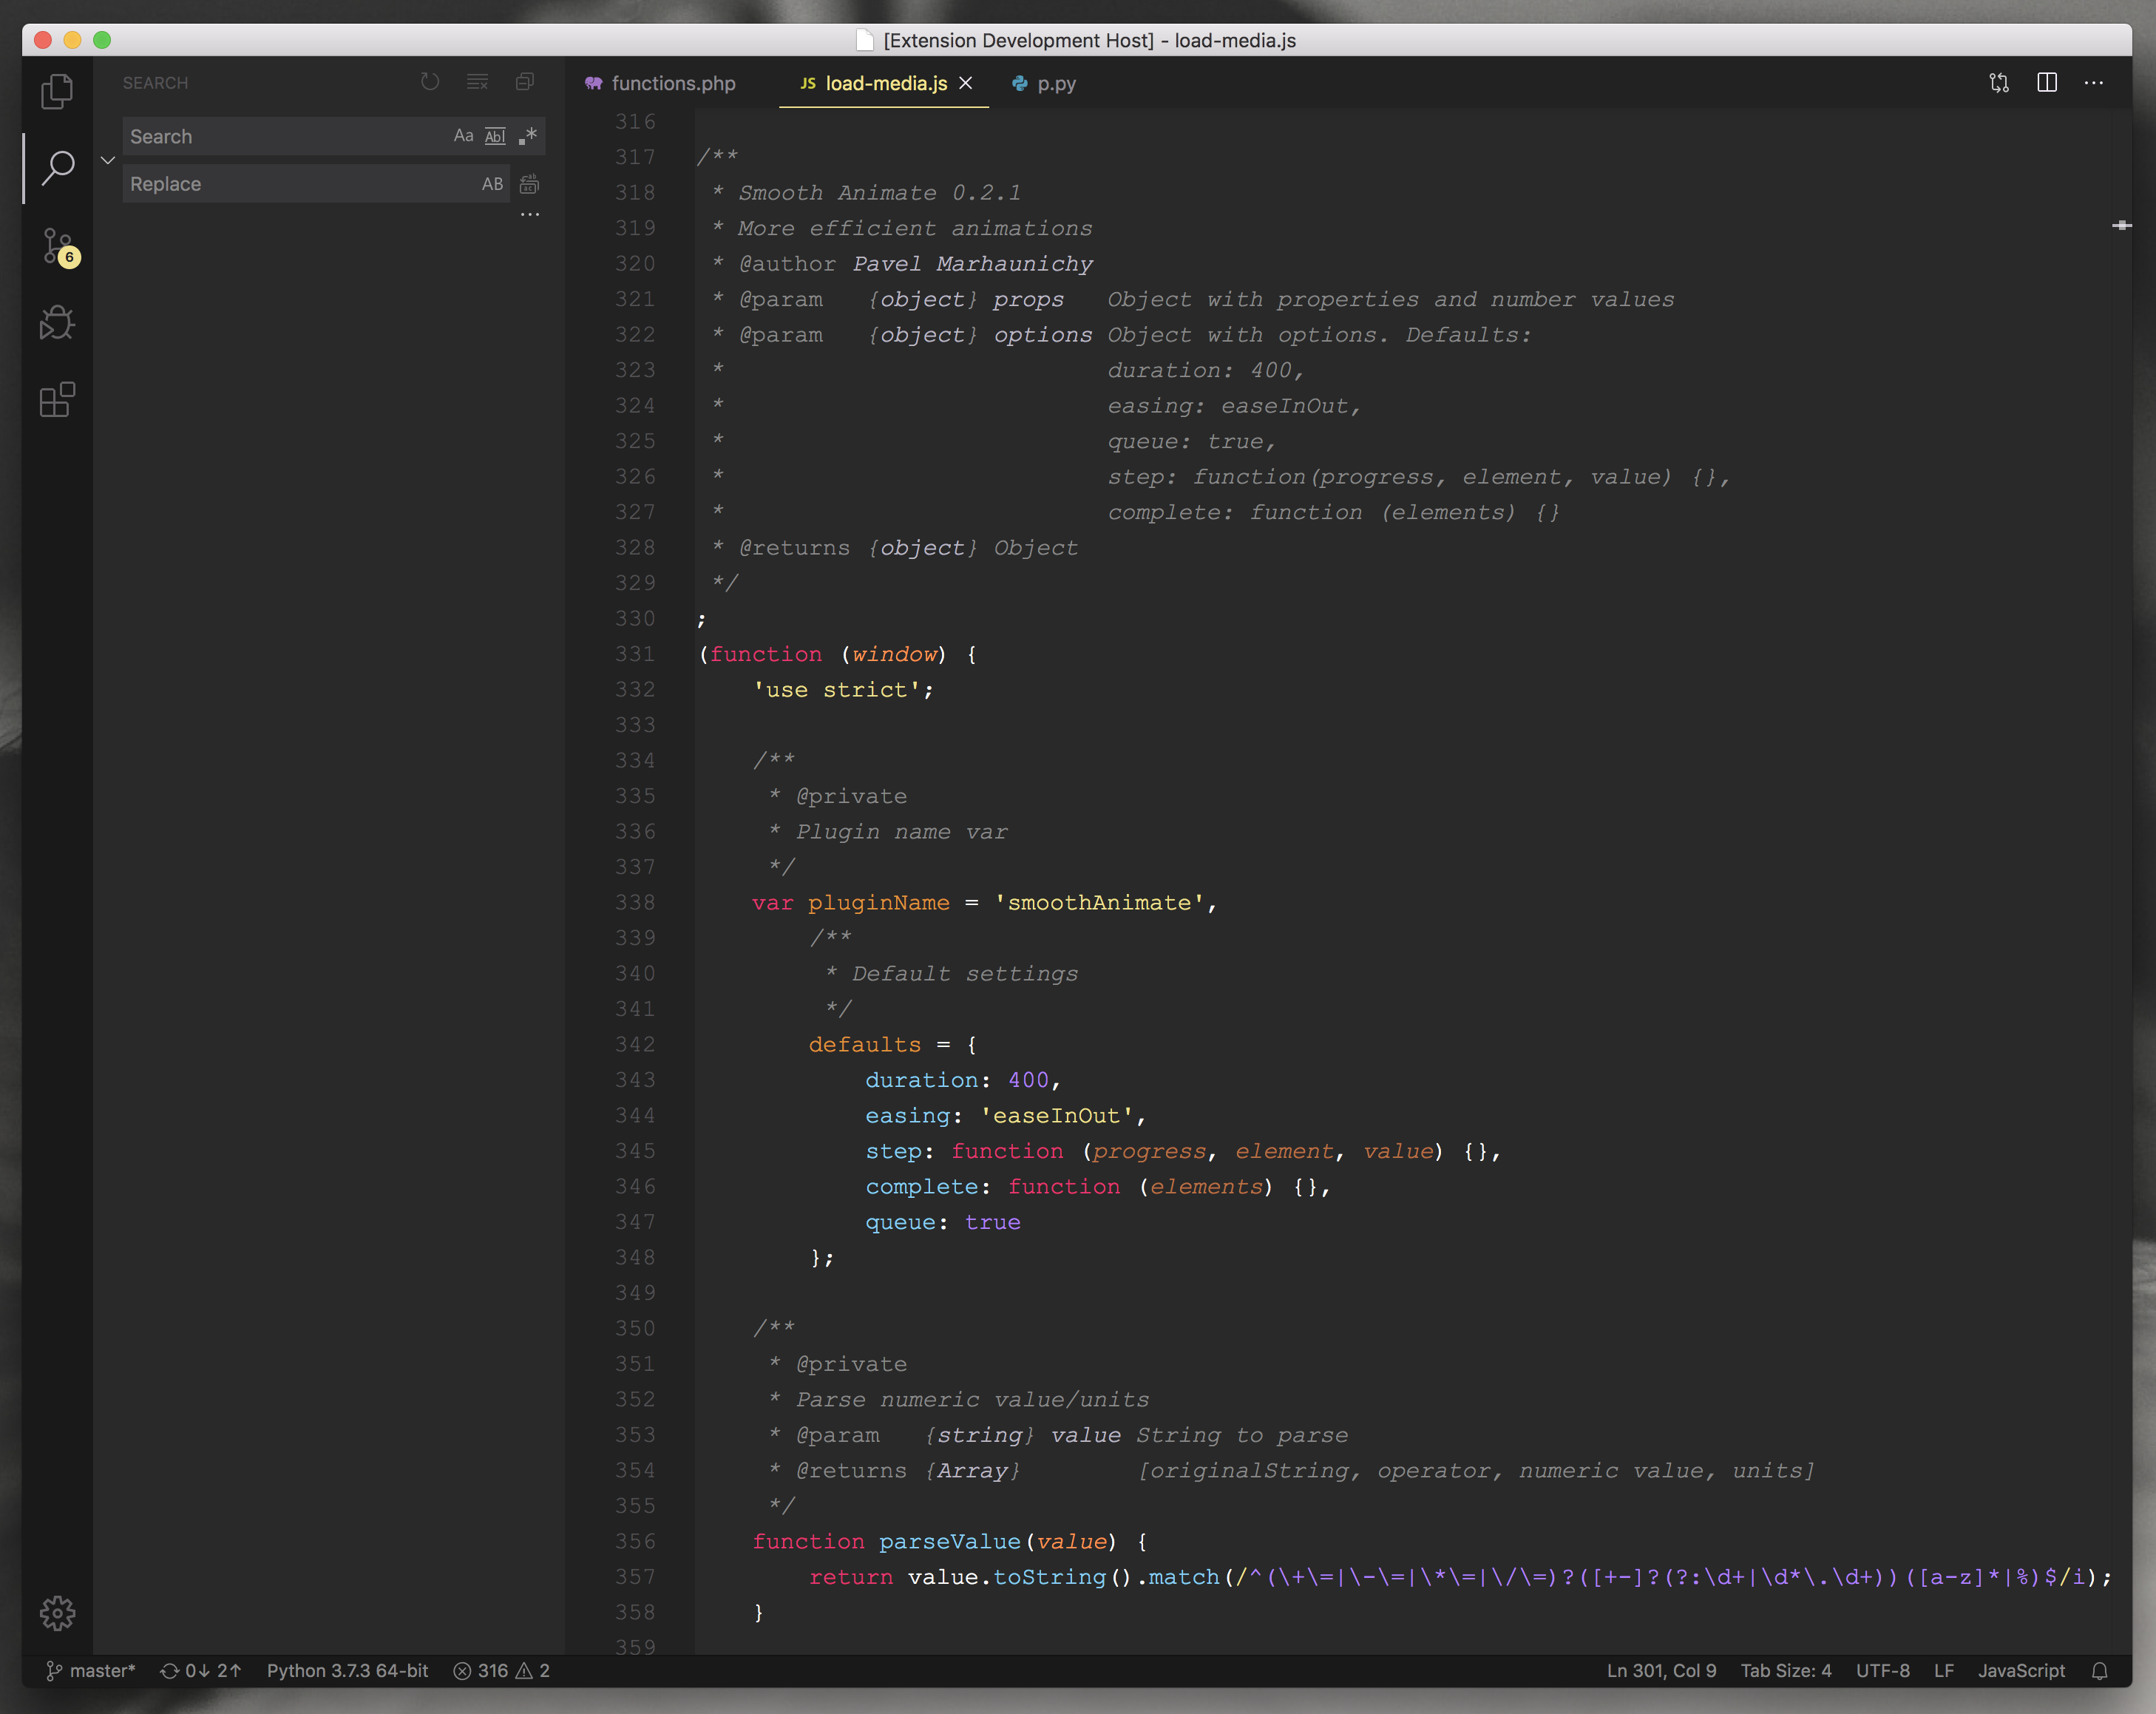 [Extension Development Host] - load-media.js
SEARCH
functions.php
JS load-media.js
p.py
Search
Aa Abl .*
Replace
AB
6
316
317 /**
318  * Smooth Animate 0.2.1
319  * More efficient animations
320  * @author Pavel Marhaunichy
321  * @param   {object} props   Object with properties and number values
322  * @param   {object} options Object with options. Defaults:
323  *                           duration: 400,
324  *                           easing: easeInOut,
325  *                           queue: true,
326  *                           step: function(progress, element, value) {},
327  *                           complete: function (elements) {}
328  * @returns {object} Object
329  */
330 ;
331 (function (window) {
332     'use strict';
333
334     /**
335      * @private
336      * Plugin name var
337      */
338     var pluginName = 'smoothAnimate',
339         /**
340          * Default settings
341          */
342         defaults = {
343             duration: 400,
344             easing: 'easeInOut',
345             step: function (progress, element, value) {},
346             complete: function (elements) {},
347             queue: true
348         };
349
350     /**
351      * @private
352      * Parse numeric value/units
353      * @param   {string} value String to parse
354      * @returns {Array}        [originalString, operator, numeric value, units]
355      */
356     function parseValue(value) {
357         return value.toString().match(/^(\+\=|\-\=|\*\=|\/\=)?([+-]?(?:\d+|\d*\.\d+))([a-z]*|%)$/i);
358     }
359
master* 0↓ 2↑ Python 3.7.3 64-bit 316 2 Ln 301, Col 9 Tab Size: 4 UTF-8 LF JavaScript